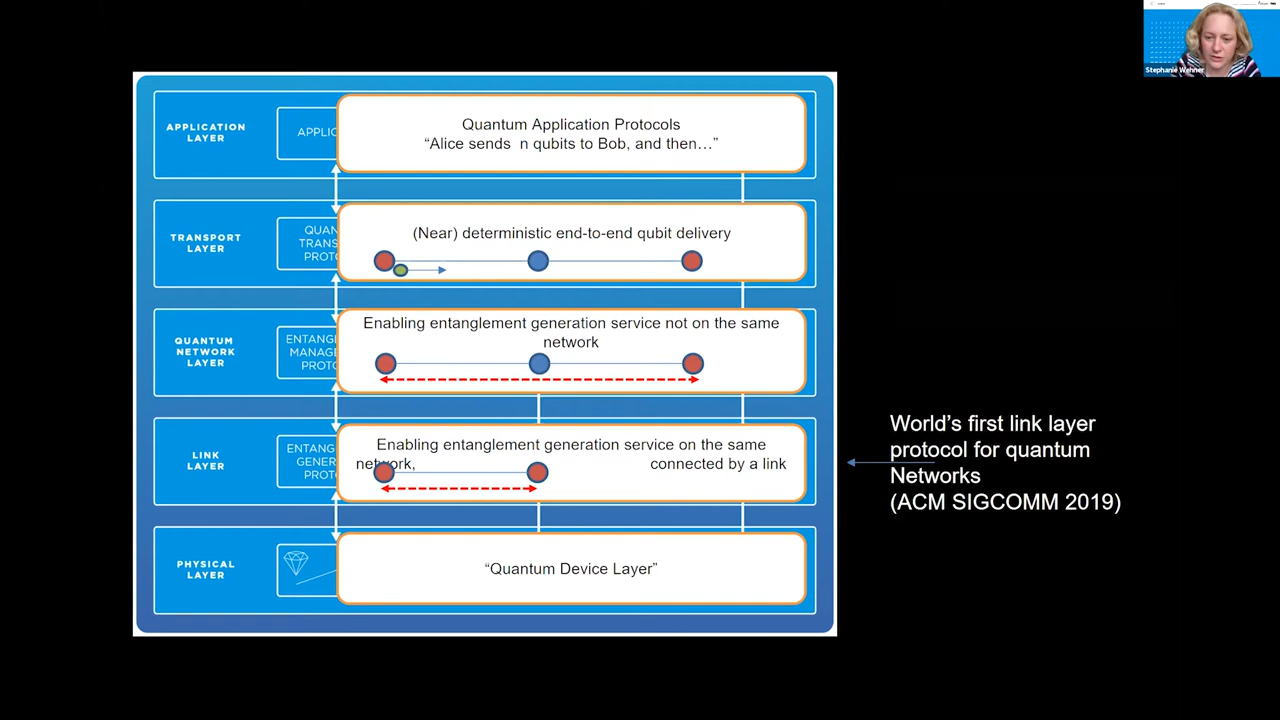 Stephanie Wehner
APPLICATION
LAYER
APPLIC
Quantum Application Protocols
“Alice sends n qubits to Bob, and then…”
TRANSPORT
LAYER
QUAN
TRANS
PROTO
(Near) deterministic end-to-end qubit delivery
QUANTUM
NETWORK
LAYER
ENTANG
MANAG
PROTO
Enabling entanglement generation service not on the same
network
LINK
LAYER
ENTANG
GENER
PROTO
Enabling entanglement generation service on the same
network, connected by a link
World’s first link layer
protocol for quantum
Networks
(ACM SIGCOMM 2019)
PHYSICAL
LAYER
“Quantum Device Layer”